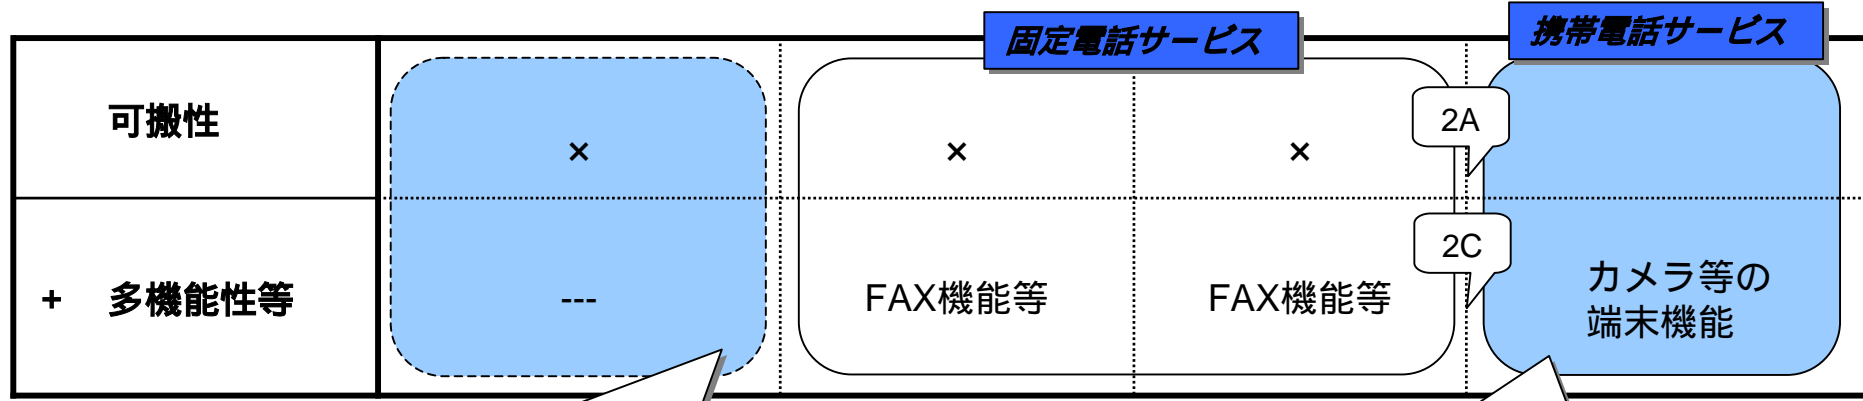 固定電話サービス
携帯電話サービス
可搬性
×
×
×
2A
+ 多機能性等
---
FAX機能等
FAX機能等
2C
カメラ等の
端末機能